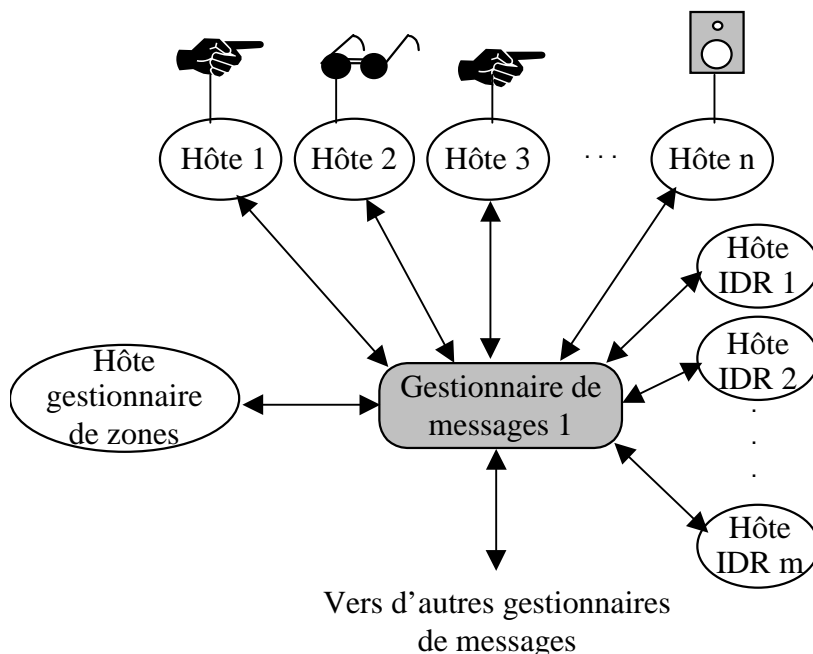 Hôte 1
Hôte 2
Hôte 3
. . .
Hôte n
Hôte
IDR 1
Hôte
IDR 2
.
.
.
Hôte
IDR m
Hôte
gestionnaire
de zones
Gestionnaire de
messages 1
Vers d’autres gestionnaires
de messages